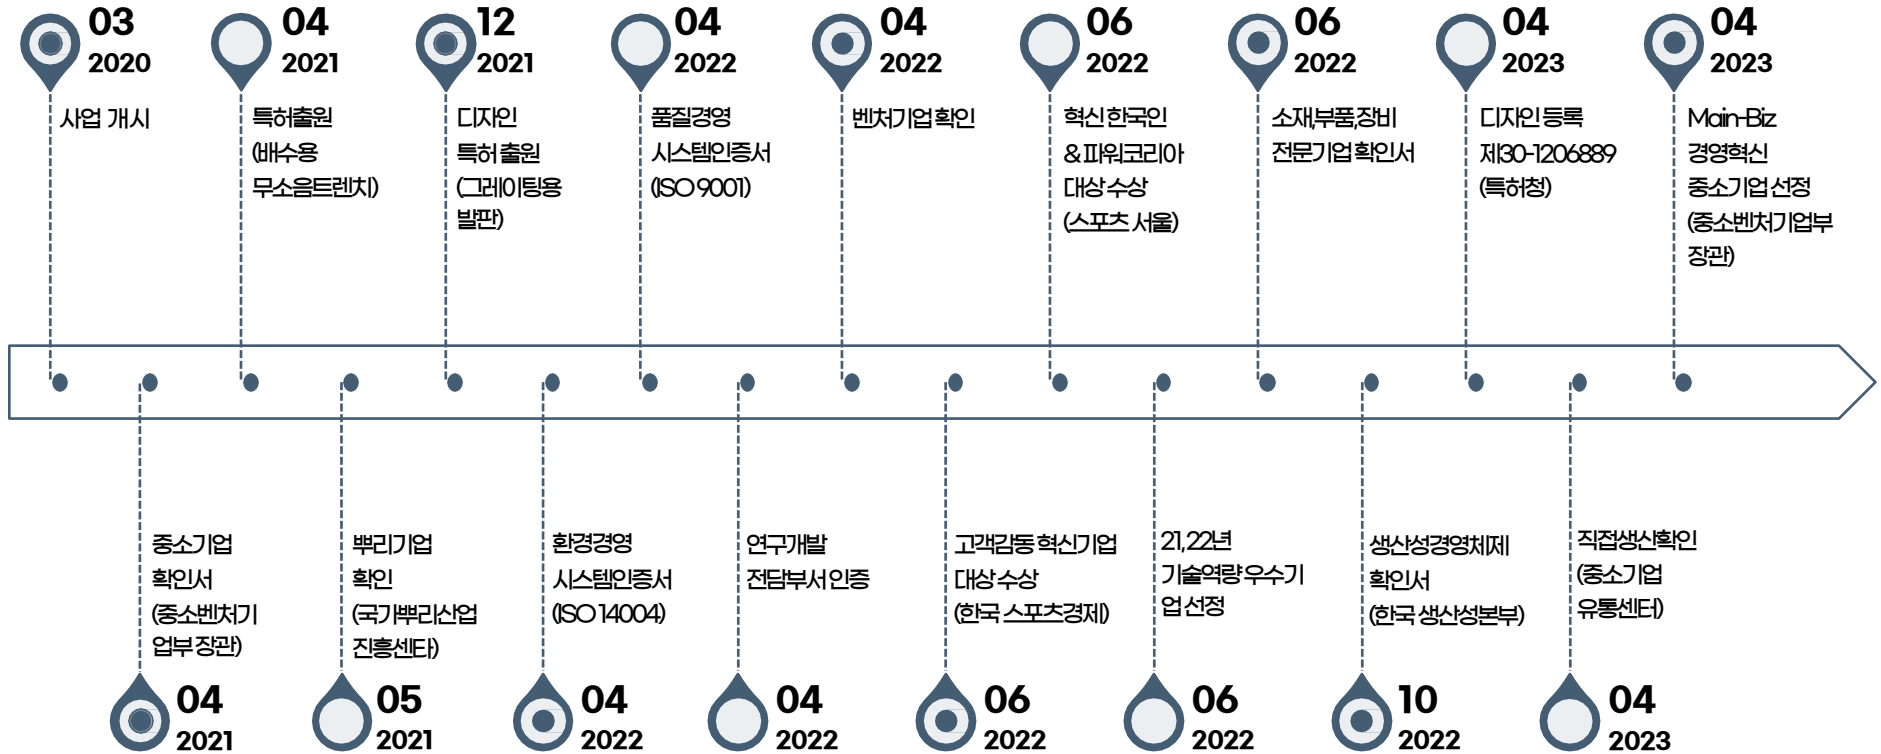 03
2020
사업 개시
04
2021
특허출원
(배수용
무소음트렌치)
12
2021
디자인
특허 출원
(그레이팅용
발판)
04
2022
품질경영
시스템인증서
(ISO 9001)
04
2022
벤처기업 확인
06
2022
혁신 한국인
& 파워코리아
대상 수상
(스포츠 서울)
06
2022
소재,부품,장비
전문기업 확인서
04
2023
디자인 등록
제30-1206889
(특허청)
04
2023
Main-Biz
경영혁신
중소기업 선정
(중소벤처기업부
장관)
중소기업
확인서
(중소벤처기
업부 장관)
04
2021
뿌리기업
확인
(국가뿌리산업
진흥센타)
05
2021
환경경영
시스템인증서
(ISO 14004)
04
2022
연구개발
전담부서 인증
04
2022
고객감동 혁신기업
대상 수상
(한국 스포츠경제)
06
2022
21, 22년
기술역량 우수기
업 선정
06
2022
생산성경영체제
확인서
(한국 생산성본부)
10
2022
직접생산확인
(중소기업
유통센터)
04
2023